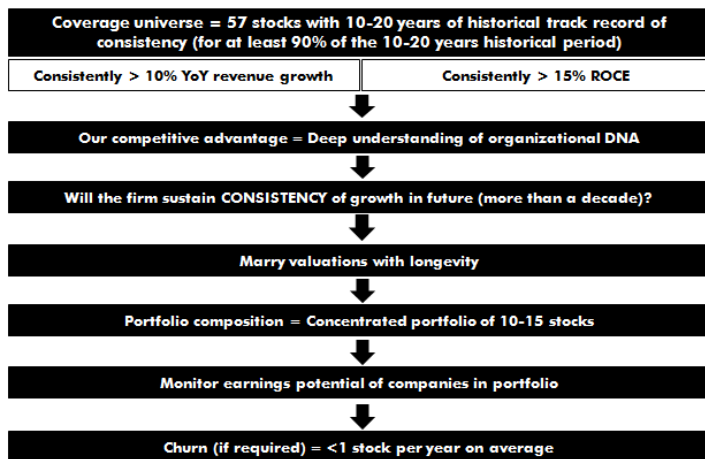 Coverage universe = 57 stocks with 10-20 years of historical track record of
consistency (for at least 90% of the 10-20 years historical period)
Consistently > 10% YoY revenue growth
Consistently > 15% ROCE
Our competitive advantage = Deep understanding of organizational DNA
Will the firm sustain CONSISTENCY of growth in future (more than a decade)?
Marry valuations with longevity
Portfolio composition = Concentrated portfolio of 10-15 stocks
Monitor earnings potential of companies in portfolio
Churn (if required) = <1 stock per year on average